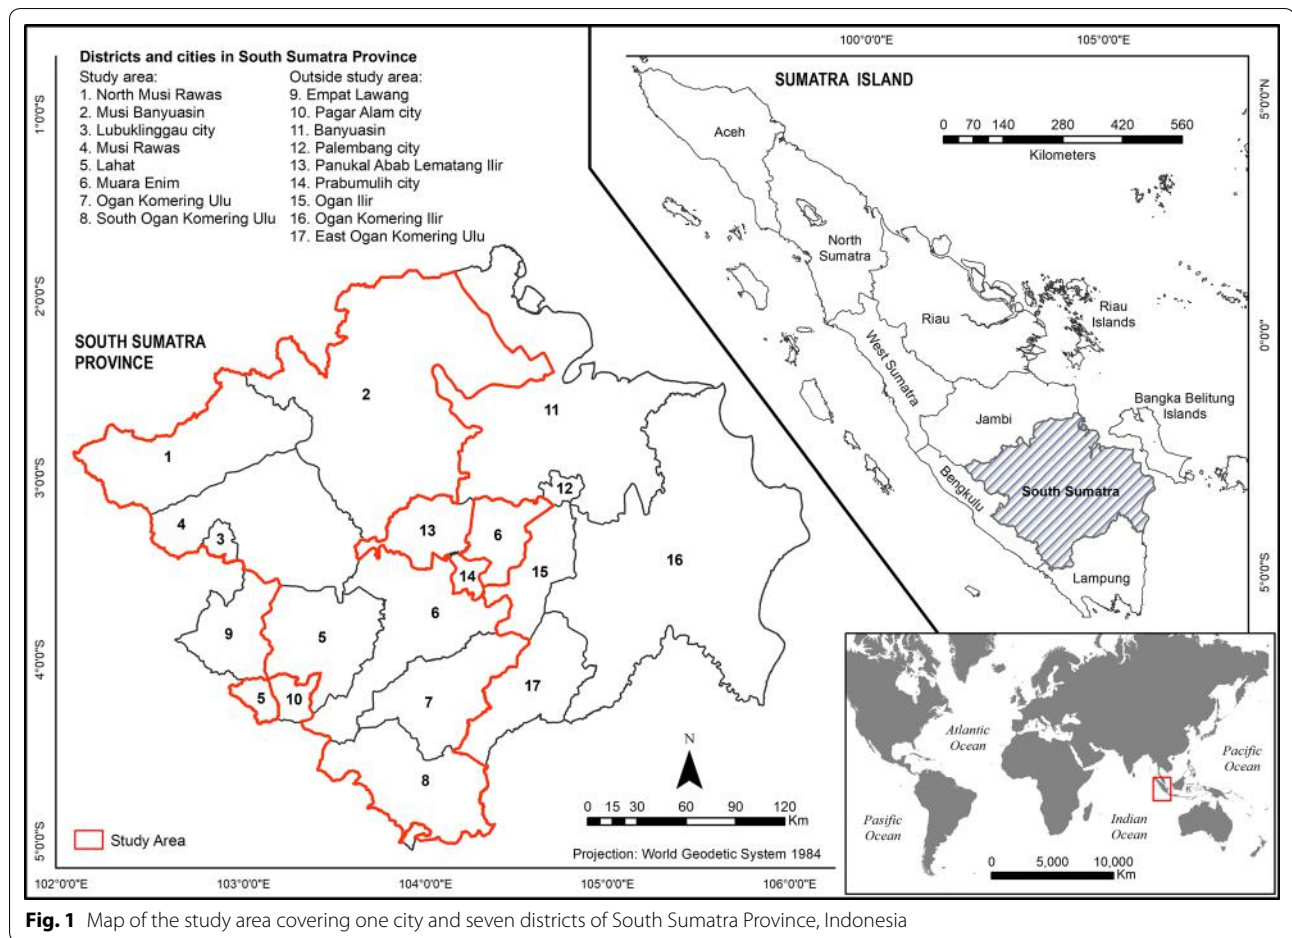 Districts and cities in South Sumatra Province
Study area:
1. North Musi Rawas
2. Musi Banyuasin
3. Lubuklinggau city
4. Musi Rawas
5. Lahat
6. Muara Enim
7. Ogan Komering Ulu
8. South Ogan Komering Ulu
Outside study area:
9. Empat Lawang
10. Pagar Alam city
11. Banyuasin
12. Palembang city
13. Panukal Abab Lematang Ilir
14. Prabumulih city
15. Ogan Ilir
16. Ogan Komering Ilir
17. East Ogan Komering Ulu
SOUTH SUMATRA
PROVINCE
1
2
3
4
5
5
6
6
7
8
9
10
11
12
13
14
15
16
17
N
0 15 30 60 90 120
Km
Study Area
Projection: World Geodetic System 1984
1°0'0"S
2°0'0"S
3°0'0"S
4°0'0"S
5°0'0"S
102°0'0"E
103°0'0"E
104°0'0"E
105°0'0"E
106°0'0"E
100°0'0"E
105°0'0"E
5°0'0"N
0°0'0"
5°0'0"S
SUMATRA ISLAND
0 70 140 280 420 560
Kilometers
Aceh
North
Sumatra
Riau
Riau
Islands
West Sumatra
Jambi
Bangka Belitung
Islands
Bengkulu
South Sumatra
Lampung
Atlantic
Ocean
Pacific
Ocean
Pasific
Ocean
Indian
Ocean
0 5,000 10,000
Km
Fig. 1 Map of the study area covering one city and seven districts of South Sumatra Province, Indonesia